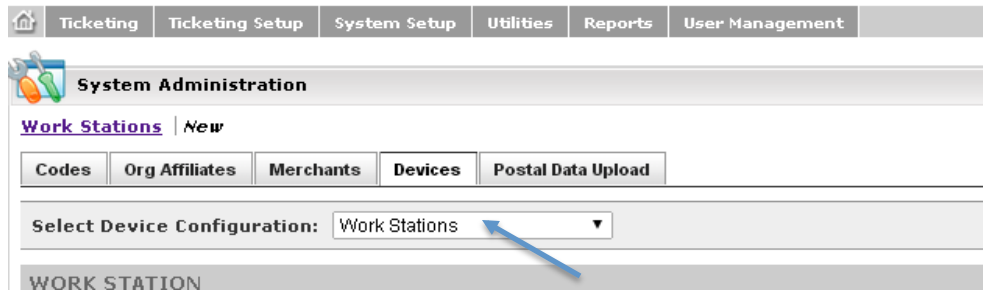 Ticketing Ticketing Setup System Setup Utilities Reports User Management
System Administration
Work Stations | New
Codes Org Affiliates Merchants Devices Postal Data Upload
Select Device Configuration: Work Stations
WORK STATION